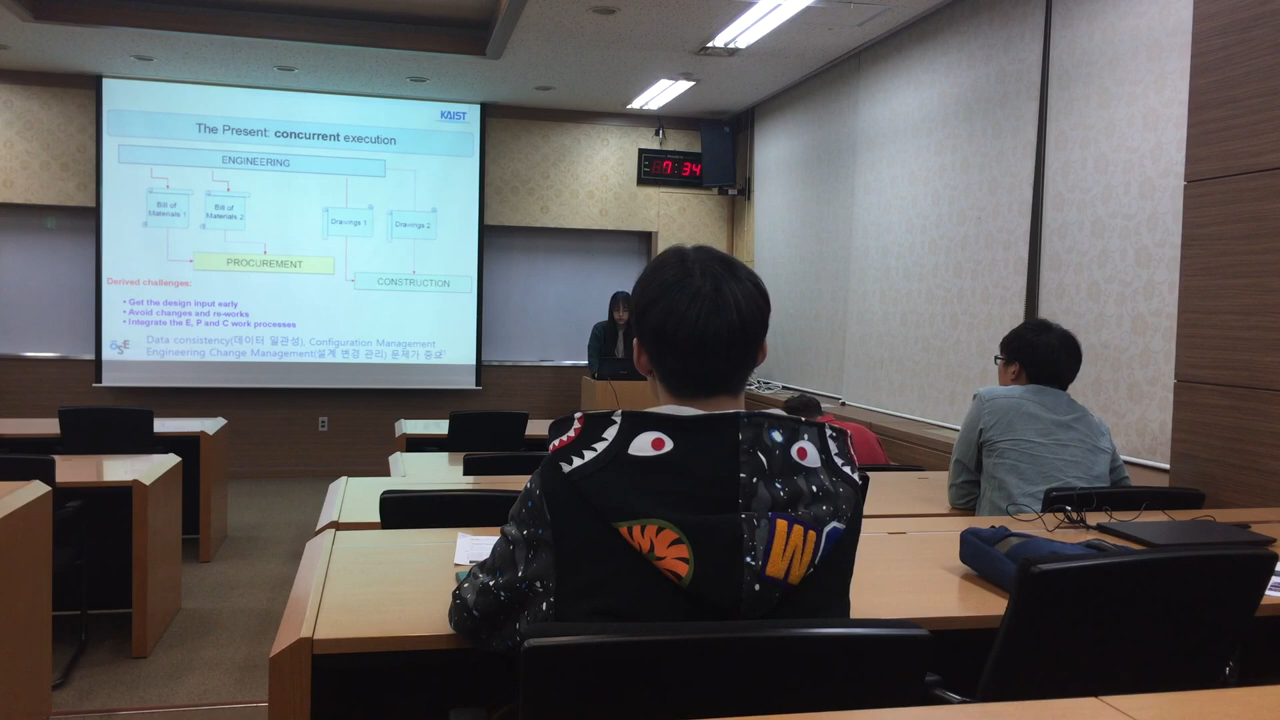 KAIST
The Present: concurrent execution
ENGINEERING
Bill of
Materials 1
Bill of
Materials 2
Drawings 1
Drawings 2
PROCUREMENT
CONSTRUCTION
Derived challenges:
• Get the design input early
• Avoid changes and re-works
• Integrate the E, P and C work processes
Data consistency(데이터 일관성), Configuration Management
Engineering Change Management(설계 변경 관리) 문제가 중요
7:34
W